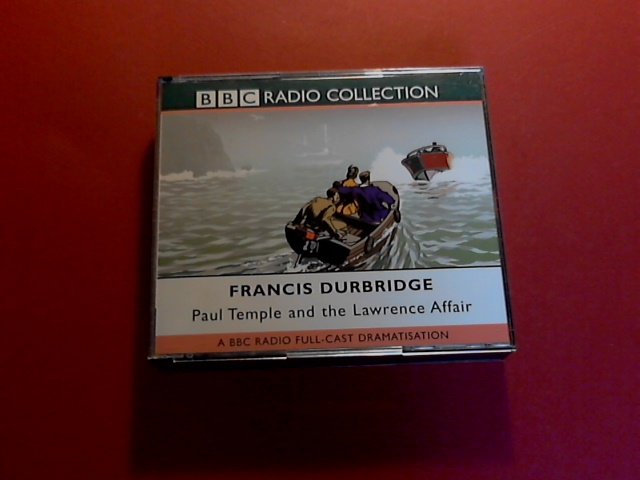 BBC RADIO COLLECTION
FRANCIS DURBRIDGE
Paul Temple and the Lawrence Affair
A BBC RADIO FULL-CAST DRAMATISATION